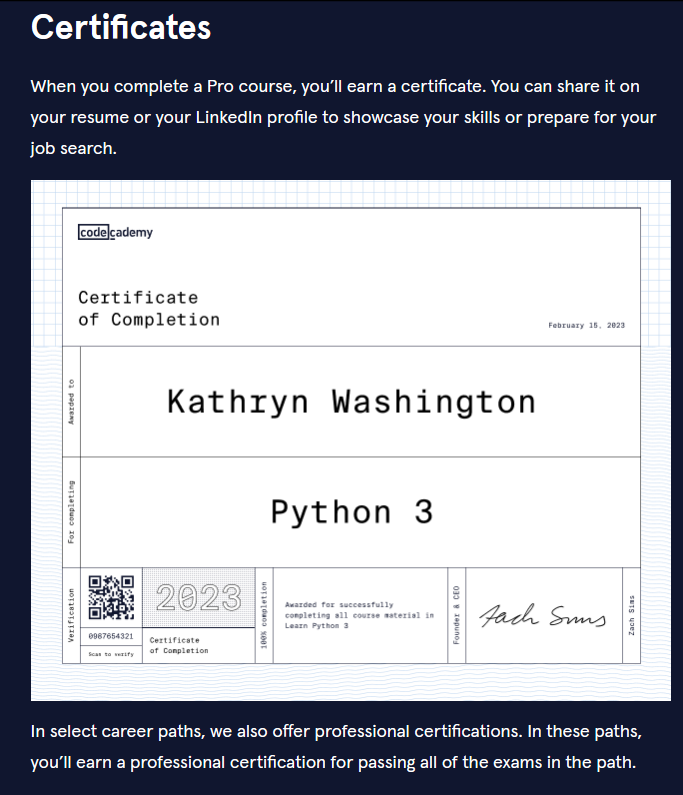 Certificates
When you complete a Pro course, you’ll earn a certificate. You can share it on
your resume or your LinkedIn profile to showcase your skills or prepare for your
job search.
codecademy
Certificate
of Completion
February 15, 2023
Awarded to
Kathryn Washington
For completing
Python 3
Verification
0987654321
Scan to verify
2023
Certificate
of Completion
100% completion
Awarded for successfully
completing all course material in
Learn Python 3
Founder & CEO
Zach Sims
Zach Sims
In select career paths, we also offer professional certifications. In these paths,
you’ll earn a professional certification for passing all of the exams in the path.